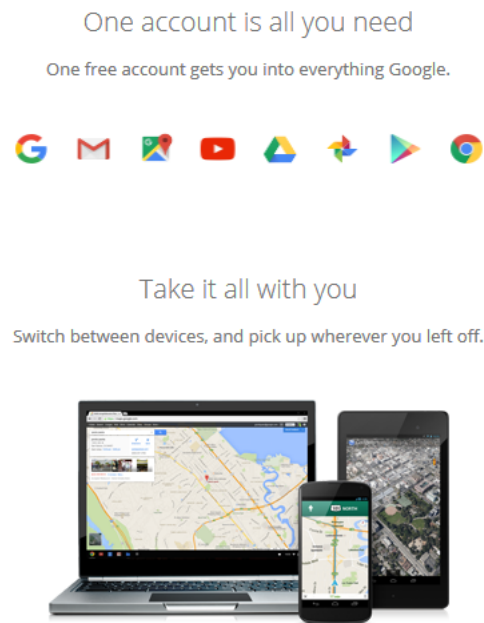 One account is all you need
One free account gets you into everything Google.
Take it all with you
Switch between devices, and pick up wherever you left off.
NORTH